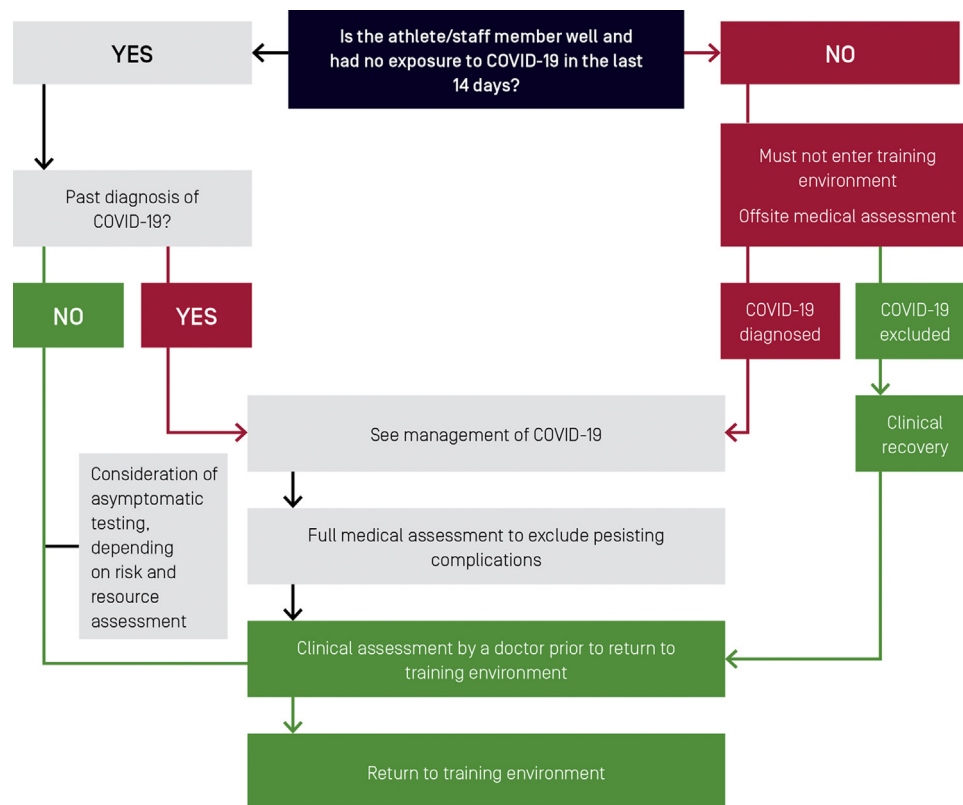 Is the athlete/staff member well and
had no exposure to COVID-19 in the last
14 days?
YES
NO
Past diagnosis of
COVID-19?
Must not enter training
environment
Offsite medical assessment
NO
YES
COVID-19
diagnosed
COVID-19
excluded
See management of COVID-19
Clinical
recovery
Consideration of
asymptomatic
testing,
depending
on risk and
resource
assessment
Full medical assessment to exclude pesisting
complications
Clinical assessment by a doctor prior to return to
training environment
Return to training environment